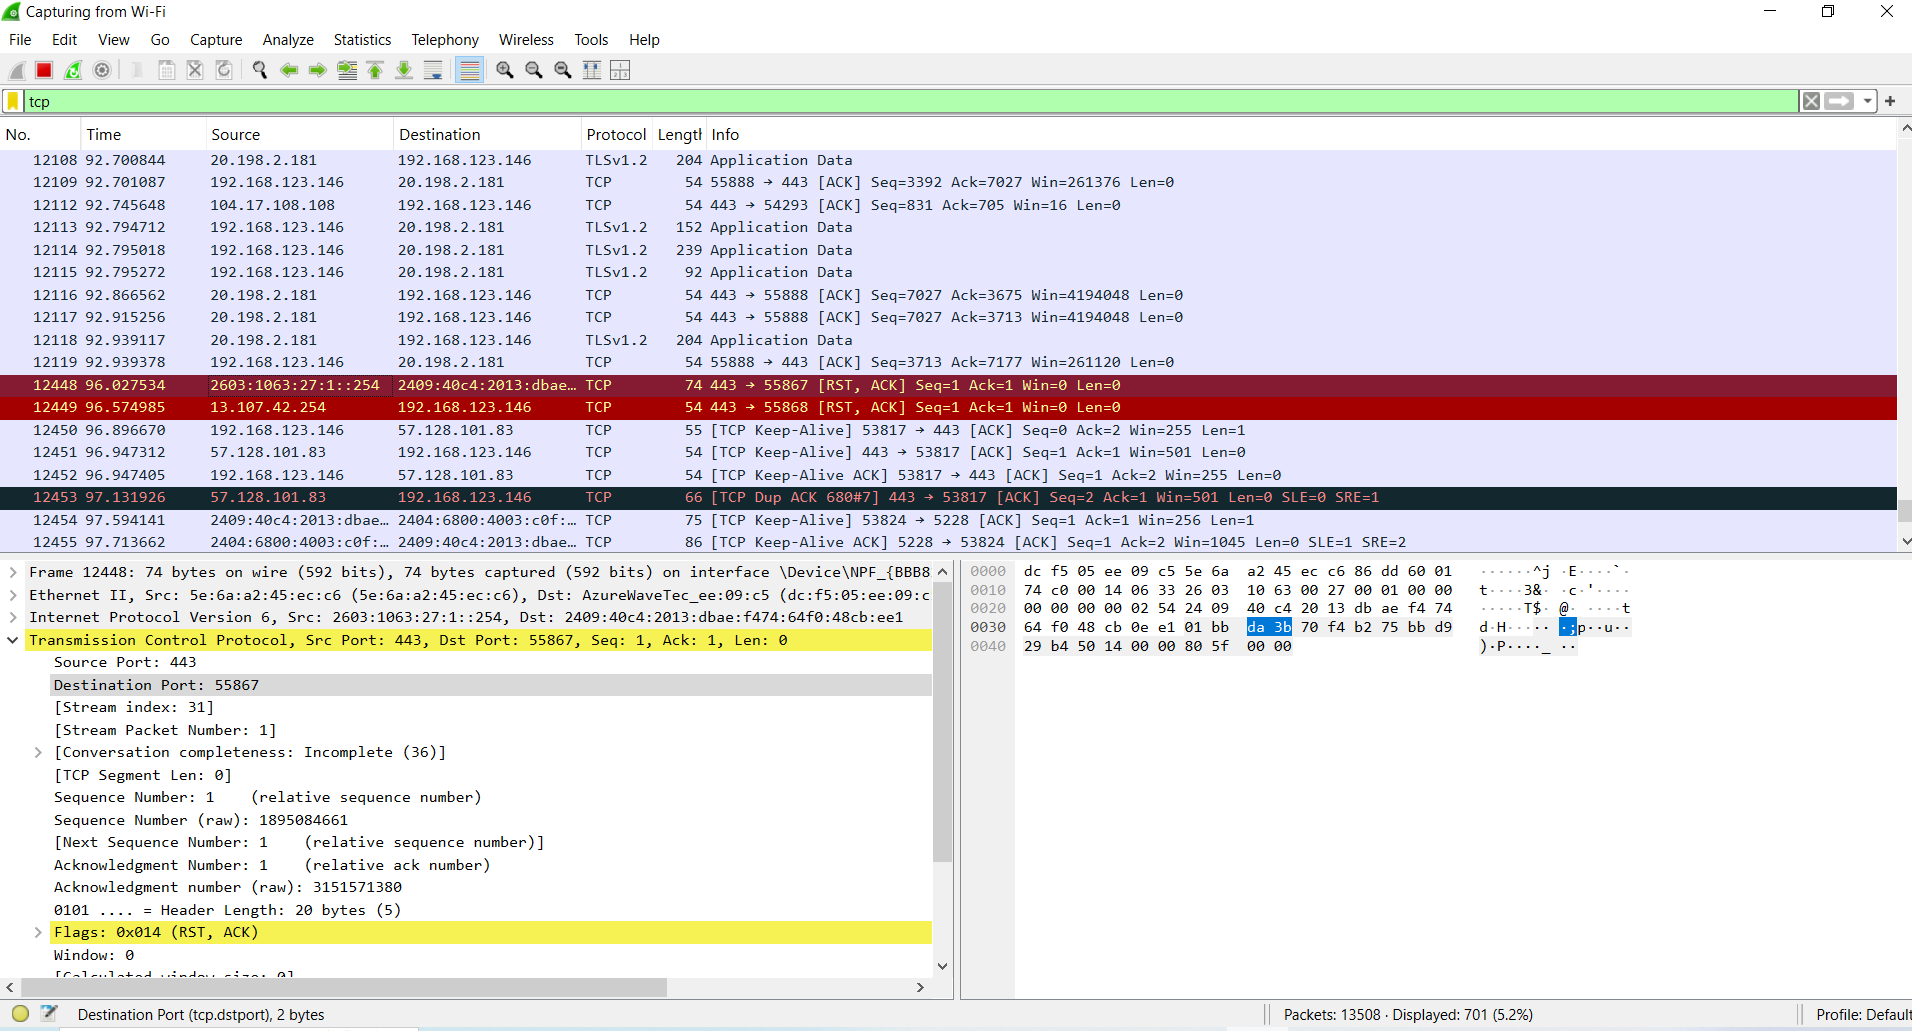 Capturing from Wi-Fi
File Edit View Go Capture Analyze Statistics Telephony Wireless Tools Help
tcp
No. Time Source Destination Protocol Length Info
12108 92.700844 20.198.2.181 192.168.123.146 TLSv1.2 204 Application Data
12109 92.701087 192.168.123.146 20.198.2.181 TCP 54 55888 → 443 [ACK] Seq=3392 Ack=7027 Win=261376 Len=0
12112 92.745648 104.17.108.108 192.168.123.146 TCP 54 443 → 54293 [ACK] Seq=831 Ack=705 Win=16 Len=0
12113 92.794712 192.168.123.146 20.198.2.181 TLSv1.2 152 Application Data
12114 92.795018 192.168.123.146 20.198.2.181 TLSv1.2 239 Application Data
12115 92.795272 192.168.123.146 20.198.2.181 TLSv1.2 92 Application Data
12116 92.866562 20.198.2.181 192.168.123.146 TCP 54 443 → 55888 [ACK] Seq=7027 Ack=3675 Win=4194048 Len=0
12117 92.915256 20.198.2.181 192.168.123.146 TCP 54 443 → 55888 [ACK] Seq=7027 Ack=3713 Win=4194048 Len=0
12118 92.939117 20.198.2.181 192.168.123.146 TLSv1.2 204 Application Data
12119 92.939378 192.168.123.146 20.198.2.181 TCP 54 55888 → 443 [ACK] Seq=3713 Ack=7177 Win=261120 Len=0
12448 96.027534 2603:1063:27:1::254 2409:40c4:2013:dbae… TCP 74 443 → 55867 [RST, ACK] Seq=1 Ack=1 Win=0 Len=0
12449 96.574985 13.107.42.254 192.168.123.146 TCP 54 443 → 55868 [RST, ACK] Seq=1 Ack=1 Win=0 Len=0
12450 96.896670 192.168.123.146 57.128.101.83 TCP 55 [TCP Keep-Alive] 53817 → 443 [ACK] Seq=0 Ack=2 Win=255 Len=1
12451 96.947312 57.128.101.83 192.168.123.146 TCP 54 [TCP Keep-Alive] 443 → 53817 [ACK] Seq=1 Ack=1 Win=501 Len=0
12452 96.947405 192.168.123.146 57.128.101.83 TCP 54 [TCP Keep-Alive ACK] 53817 → 443 [ACK] Seq=1 Ack=2 Win=255 Len=0
12453 97.131926 57.128.101.83 192.168.123.146 TCP 66 [TCP Dup ACK 680#7] 443 → 53817 [ACK] Seq=2 Ack=1 Win=501 Len=0 SLE=0 SRE=1
12454 97.594141 2409:40c4:2013:dbae… 2404:6800:4003:c0f:… TCP 75 [TCP Keep-Alive] 53824 → 5228 [ACK] Seq=1 Ack=1 Win=256 Len=1
12455 97.713662 2404:6800:4003:c0f:… 2409:40c4:2013:dbae… TCP 86 [TCP Keep-Alive ACK] 5228 → 53824 [ACK] Seq=1 Ack=2 Win=1045 Len=0 SLE=1 SRE=2
Frame 12448: 74 bytes on wire (592 bits), 74 bytes captured (592 bits) on interface \Device\NPF_{BBB8
Ethernet II, Src: 5e:6a:a2:45:ec:c6 (5e:6a:a2:45:ec:c6), Dst: AzureWaveTec_ee:09:c5 (dc:f5:05:ee:09:c
Internet Protocol Version 6, Src: 2603:1063:27:1::254, Dst: 2409:40c4:2013:dbae:f474:64f0:48cb:ee1
Transmission Control Protocol, Src Port: 443, Dst Port: 55867, Seq: 1, Ack: 1, Len: 0
Source Port: 443
Destination Port: 55867
[Stream index: 31]
[Stream Packet Number: 1]
[Conversation completeness: Incomplete (36)]
[TCP Segment Len: 0]
Sequence Number: 1 (relative sequence number)
Sequence Number (raw): 1895084661
[Next Sequence Number: 1 (relative sequence number)]
Acknowledgment Number: 1 (relative ack number)
Acknowledgment number (raw): 3151571380
0101 .... = Header Length: 20 bytes (5)
Flags: 0x014 (RST, ACK)
Window: 0
[Calculated window size: 0]
0000 dc f5 05 ee 09 c5 5e 6a a2 45 ec c6 86 dd 60 01 ······^j ·E····`·
0010 74 c0 00 14 06 33 26 03 10 63 00 27 00 01 00 00 t····3&· ·c·'····
0020 00 00 00 00 02 54 24 09 40 c4 20 13 db ae f4 74 ·····T$· @· ····t
0030 64 f0 48 cb 0e e1 01 bb da 3b 70 f4 b2 75 bb d9 d·H····· ·;p··u··
0040 29 b4 50 14 00 00 80 5f 00 00 )·P····_ ··
Destination Port (tcp.dstport), 2 bytes
Packets: 13508 · Displayed: 701 (5.2%)
Profile: Default